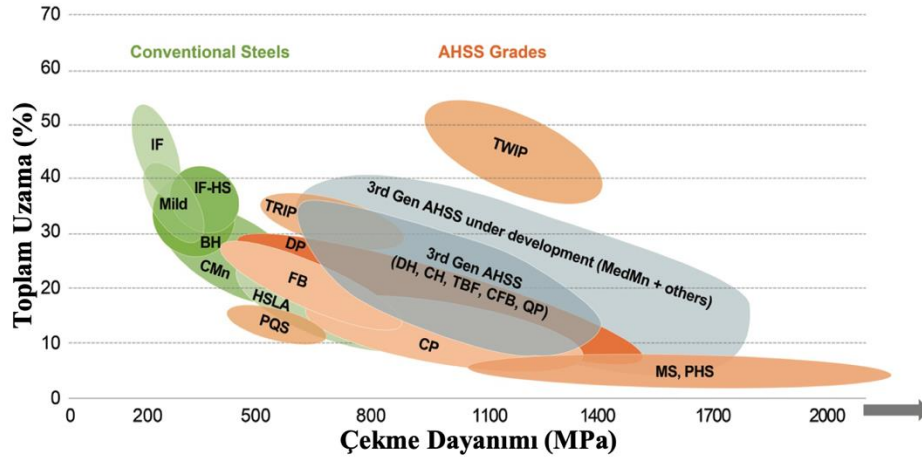 70
Conventional Steels
AHSS Grades
60
50
IF
TWIP
40
IF-HS
Mild
3rd Gen AHSS under development (MedMn + others)
TRIP
30
BH
DP
3rd Gen AHSS
(DH, CH, TBF, CFB, QP)
CMn
FB
20
HSLA
PQS
10
CP
MS, PHS
0
Toplam Uzama (%)
0 200 500 800 1100 1400 1700 2000
Çekme Dayanımı (MPa)